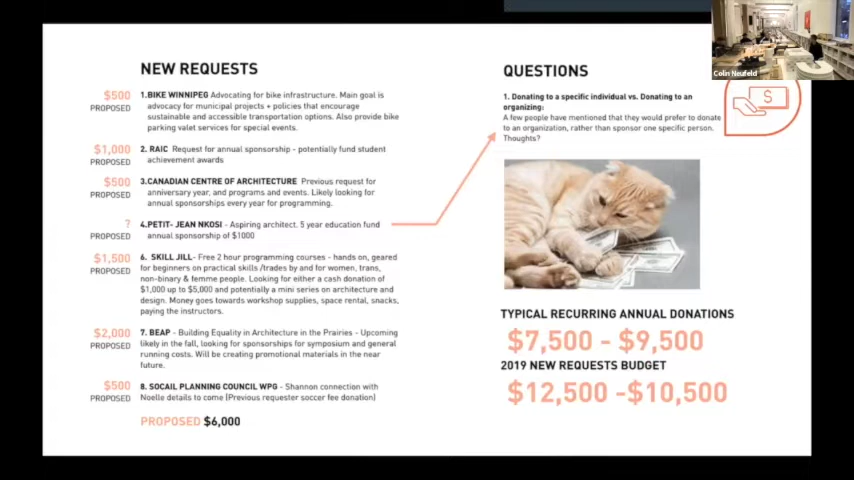 Colin Neufeld
NEW REQUESTS
$500
PROPOSED
1.BIKE WINNIPEG Advocating for bike infrastructure. Main goal is
advocacy for municipal projects + policies that encourage
sustainable and accessible transportation options. Also provide bike
parking valet services for special events.
$1,000
PROPOSED
2. RAIC Request for annual sponsorship - potentially fund student
achievement awards
$500
PROPOSED
3.CANADIAN CENTRE OF ARCHITECTURE Previous request for
anniversary year, and programs and events. Likely looking for
annual sponsorships every year for programming.
?
PROPOSED
4.PETIT- JEAN NKOSI - Aspiring architect. 5 year education fund
annual sponsorship of $1000
$1,500
PROPOSED
6. SKILL JILL- Free 2 hour programming courses - hands on, geared
for beginners on practical skills /trades by and for women, trans,
non-binary & femme people. Looking for either a cash donation of
$1,000 up to $5,000 and potentially a mini series on architecture and
design. Money goes towards workshop supplies, space rental, snacks,
paying the instructors.
$2,000
PROPOSED
7. BEAP - Building Equality in Architecture in the Prairies - Upcoming
likely in the fall, looking for sponsorships for symposium and general
running costs. Will be creating promotional materials in the near
future.
$500
PROPOSED
8. SOCAIL PLANNING COUNCIL WPG - Shannon connection with
Noelle details to come (Previous requester soccer fee donation)
PROPOSED $6,000
QUESTIONS
1. Donating to a specific individual vs. Donating to an
organizing:
A few people have mentioned that they would prefer to donate
to an organization, rather than sponsor one specific person.
Thoughts?
$
TYPICAL RECURRING ANNUAL DONATIONS
$7,500 - $9,500
2019 NEW REQUESTS BUDGET
$12,500 -$10,500